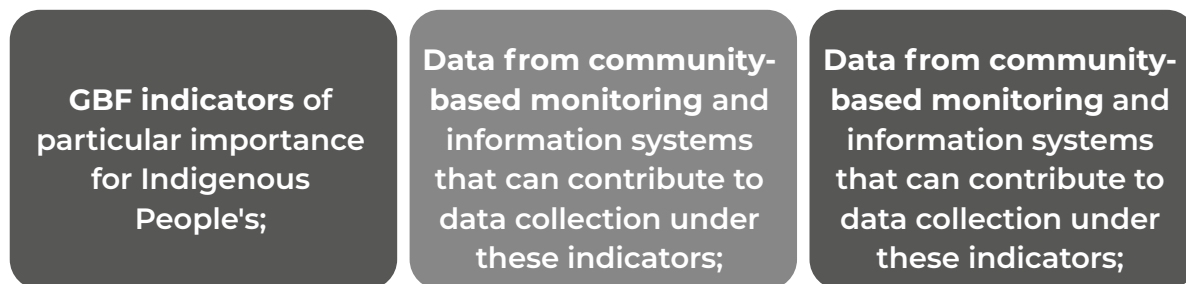 GBF indicators of
particular importance
for Indigenous
People's;
Data from community-
based monitoring and
information systems
that can contribute to
data collection under
these indicators;
Data from community-
based monitoring and
information systems
that can contribute to
data collection under
these indicators;